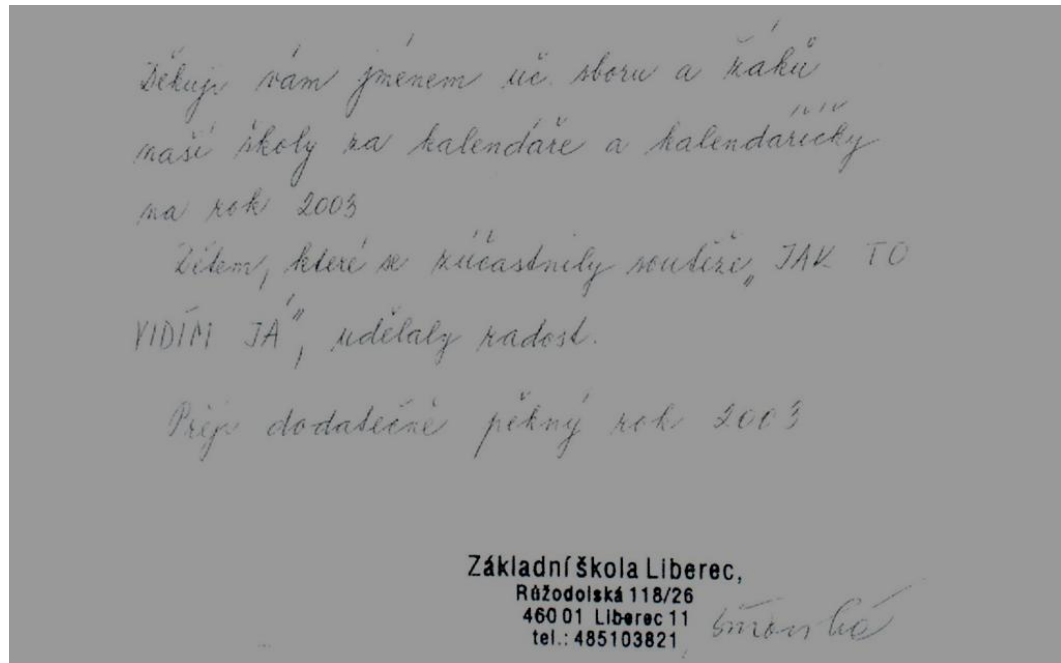 Děkuji vám jménem uč. sboru a žáků
naší školy za kalendáře a kalendáříčky
na rok 2003
Dětem, které se zúčastnily soutěže „JAK TO
VIDÍM JÁ", udělaly radost.
Přeji dodatečně pěkný rok 2003
Základní škola Liberec,
Růžodolská 118/26
460 01 Liberec 11
tel.: 485103821